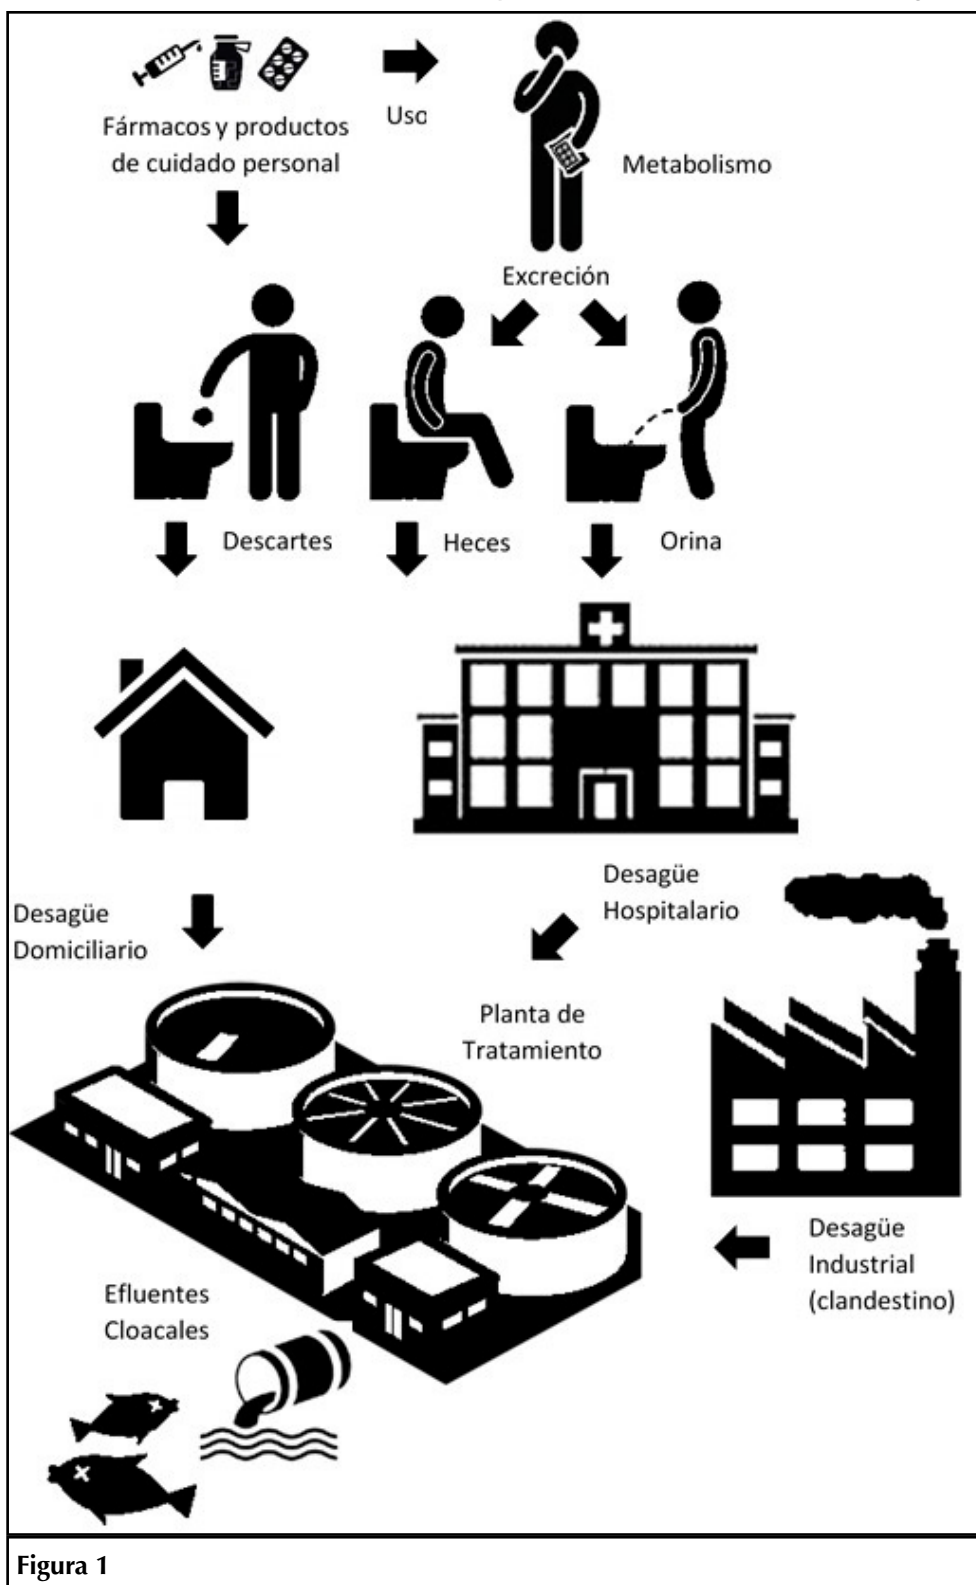 Fármacos y productos
de cuidado personal
Uso
Metabolismo
Excreción
Descartes
Heces
Orina
Desagüe
Domiciliario
Desagüe
Hospitalario
Planta de
Tratamiento
Desagüe
Industrial
(clandestino)
Efluentes
Cloacales
Figura 1